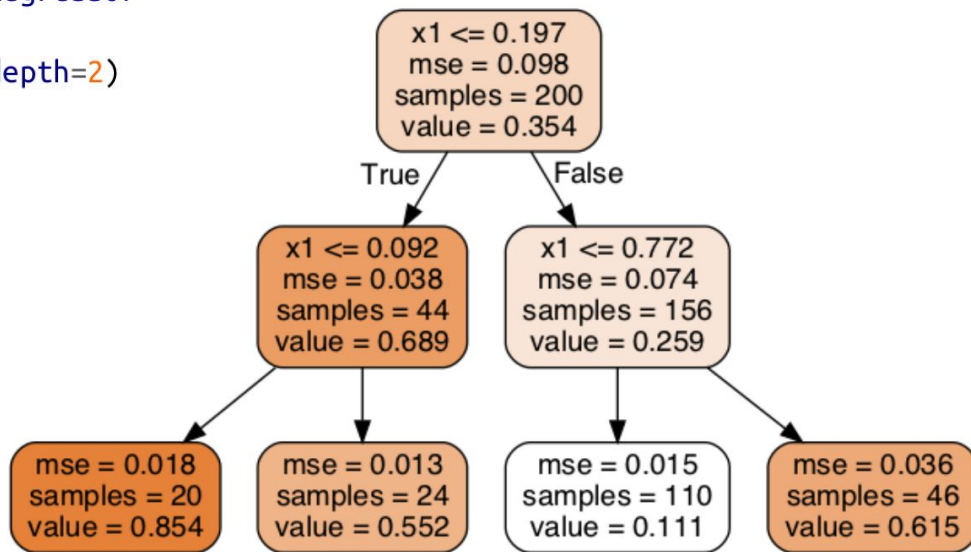 depth=2)
x1 <= 0.197
mse = 0.098
samples = 200
value = 0.354
True
False
x1 <= 0.092
mse = 0.038
samples = 44
value = 0.689
x1 <= 0.772
mse = 0.074
samples = 156
value = 0.259
mse = 0.018
samples = 20
value = 0.854
mse = 0.013
samples = 24
value = 0.552
mse = 0.015
samples = 110
value = 0.111
mse = 0.036
samples = 46
value = 0.615